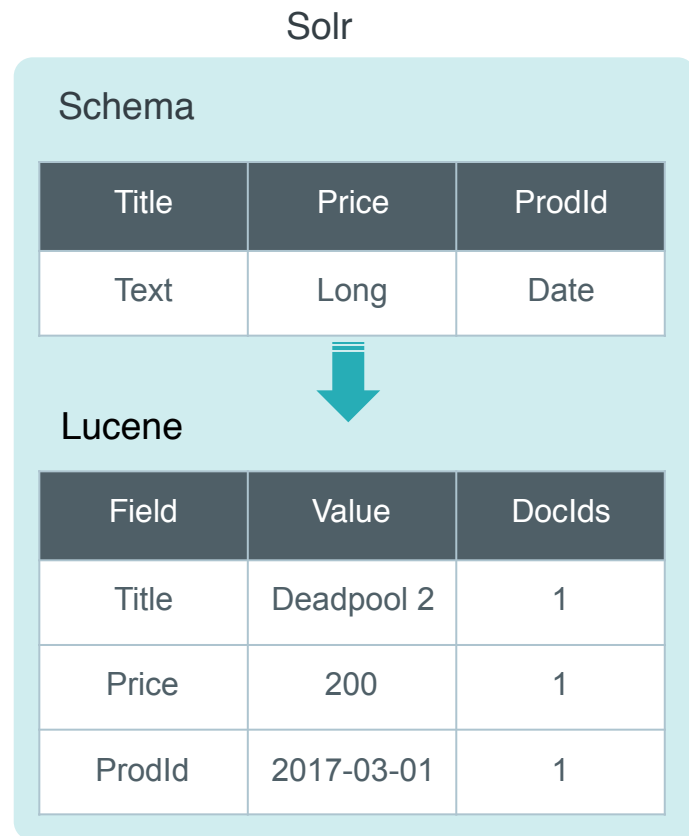 Solr
Schema
Title Price ProdId
Text Long Date
Lucene
Field Value DocIds
Title Deadpool 2 1
Price 200 1
ProdId 2017-03-01 1